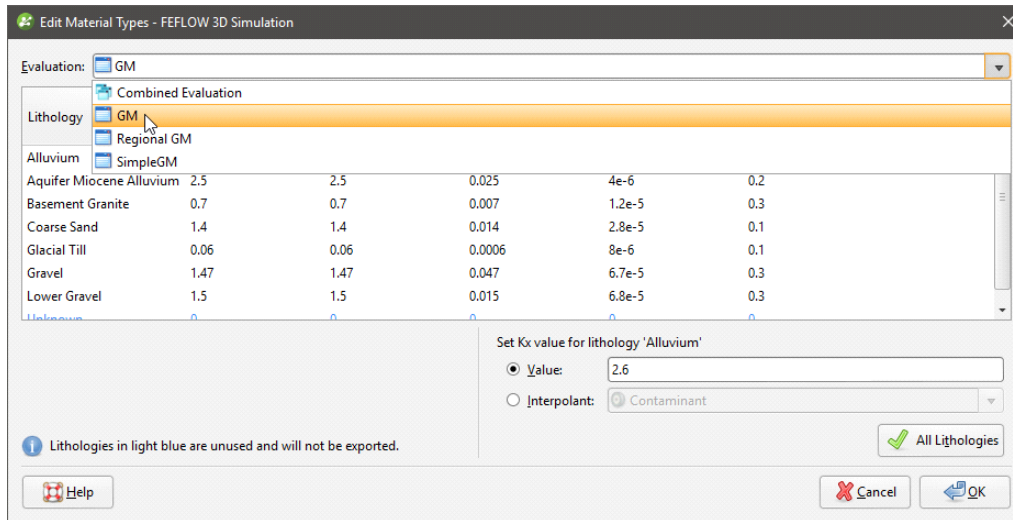 Edit Material Types - FEFLOW 3D Simulation
Evaluation: GM
Combined Evaluation
GM
Regional GM
SimpleGM
Lithology
Alluvium
Aquifer Miocene Alluvium 2.5 2.5 0.025 4e-6 0.2
Basement Granite 0.7 0.7 0.007 1.2e-5 0.3
Coarse Sand 1.4 1.4 0.014 2.8e-5 0.1
Glacial Till 0.06 0.06 0.0006 8e-6 0.1
Gravel 1.47 1.47 0.047 6.7e-5 0.3
Lower Gravel 1.5 1.5 0.015 6.8e-5 0.3
Unknown 0 0 0 0 0
Set Kx value for lithology 'Alluvium'
Value: 2.6
Interpolant: Contaminant
All Lithologies
Lithologies in light blue are unused and will not be exported.
Help
Cancel
OK